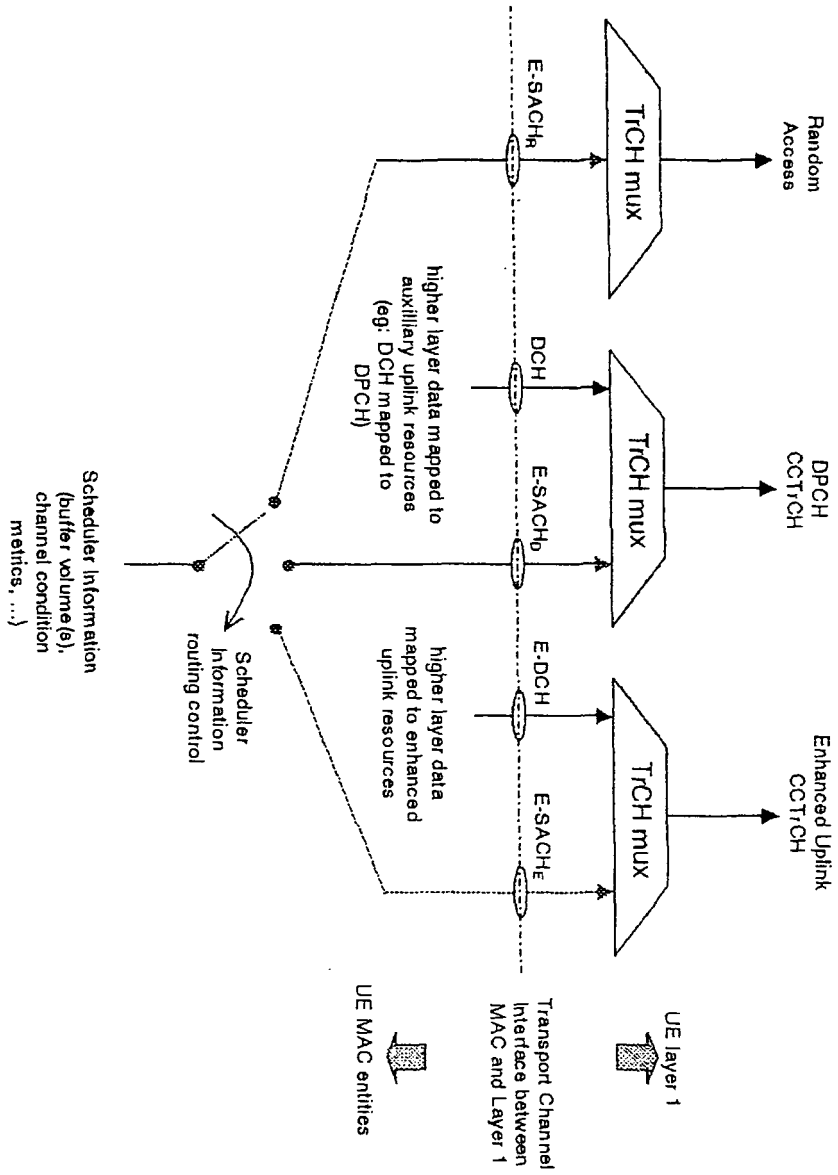 Random
Access
DPCH
CCTrCH
Enhanced Uplink
CCTrCH
TrCH mux
TrCH mux
TrCH mux
UE layer 1
E-SACHR
DCH
E-SACHD
E-DCH
E-SACHE
Transport Channel
Interface between
MAC and Layer 1
higher layer data mapped to
auxilliary uplink resources
(eg: DCH mapped to
DPCH)
higher layer data
mapped to enhanced
uplink resources
UE MAC entities
Scheduler
Information
routing control
Scheduler Information
(buffer volume(s),
channel condition
metrics, ...)